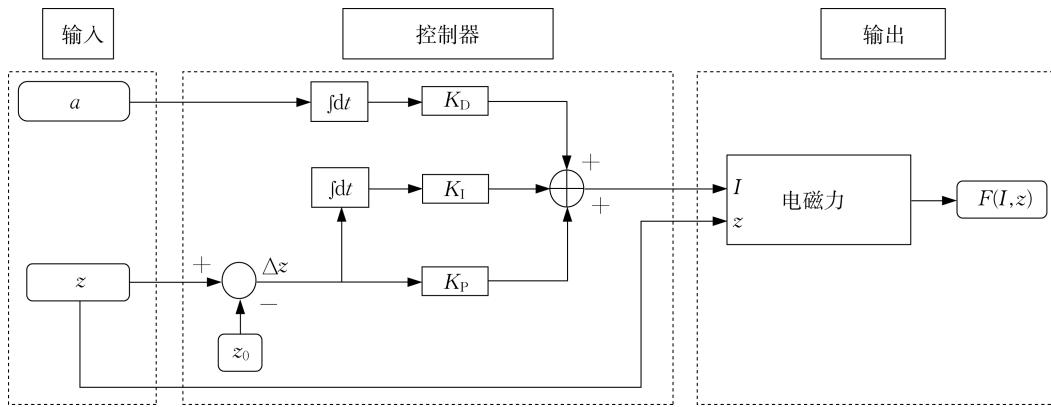 输入
控制器
输出
a
∫dt
K_D
+
∫dt
K_I
+
I
电磁力
F(I,z)
z
z
+
Δz
K_P
−
z_0